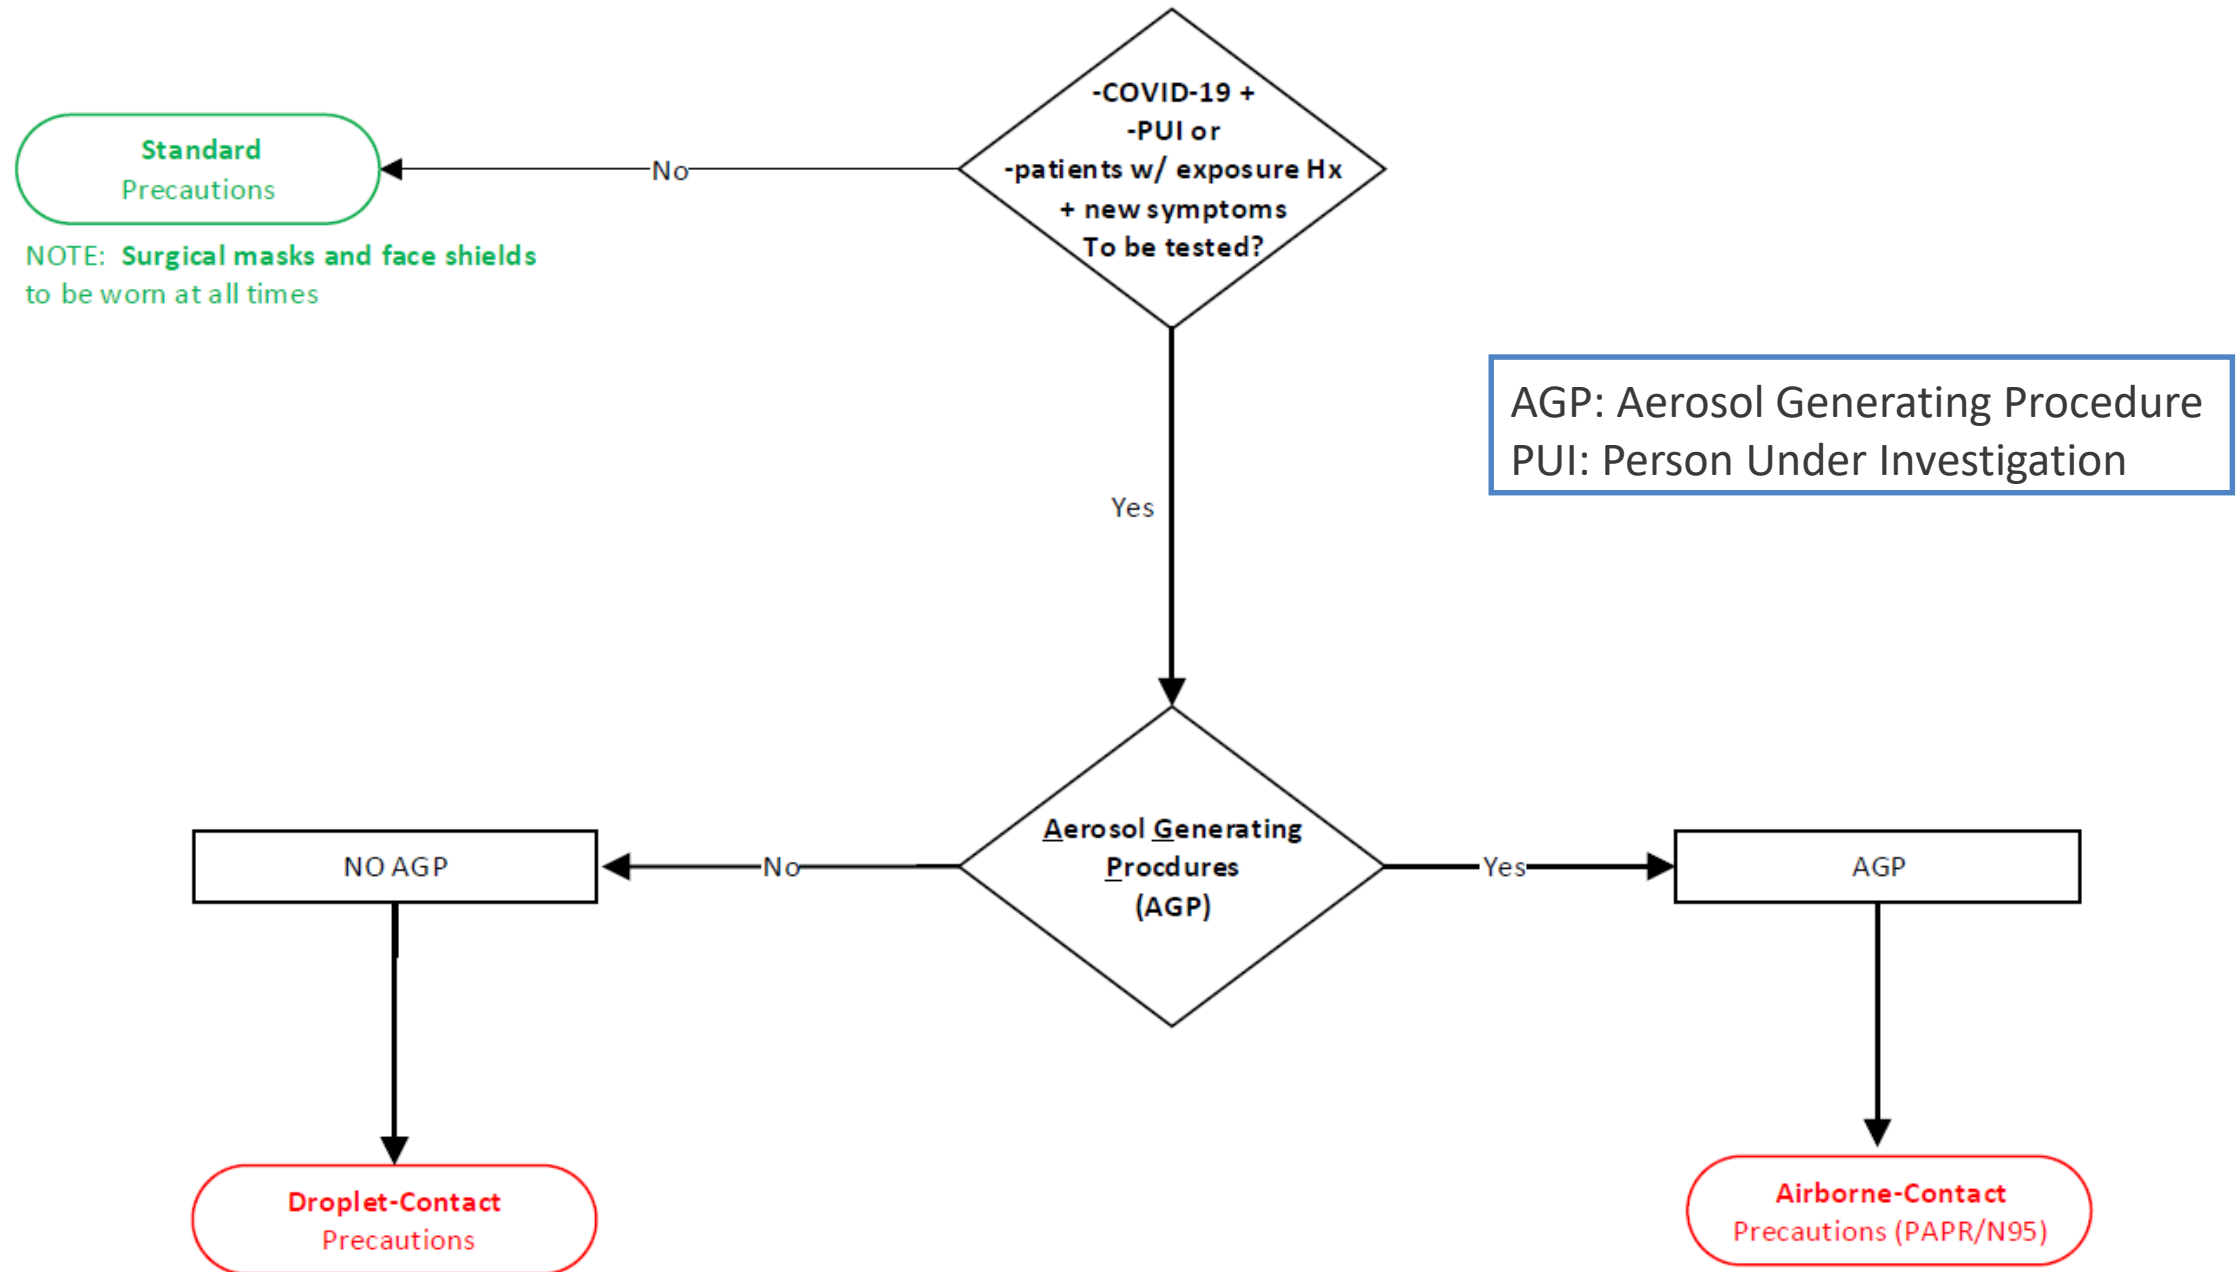 -COVID-19 +
-PUI or
-patients w/ exposure Hx
+ new symptoms
To be tested?
No
Standard
Precautions
NOTE: Surgical masks and face shields
to be worn at all times
AGP: Aerosol Generating Procedure
PUI: Person Under Investigation
Yes
Aerosol Generating
Procdures
(AGP)
No
NO AGP
Yes
AGP
Droplet-Contact
Precautions
Airborne-Contact
Precautions (PAPR/N95)